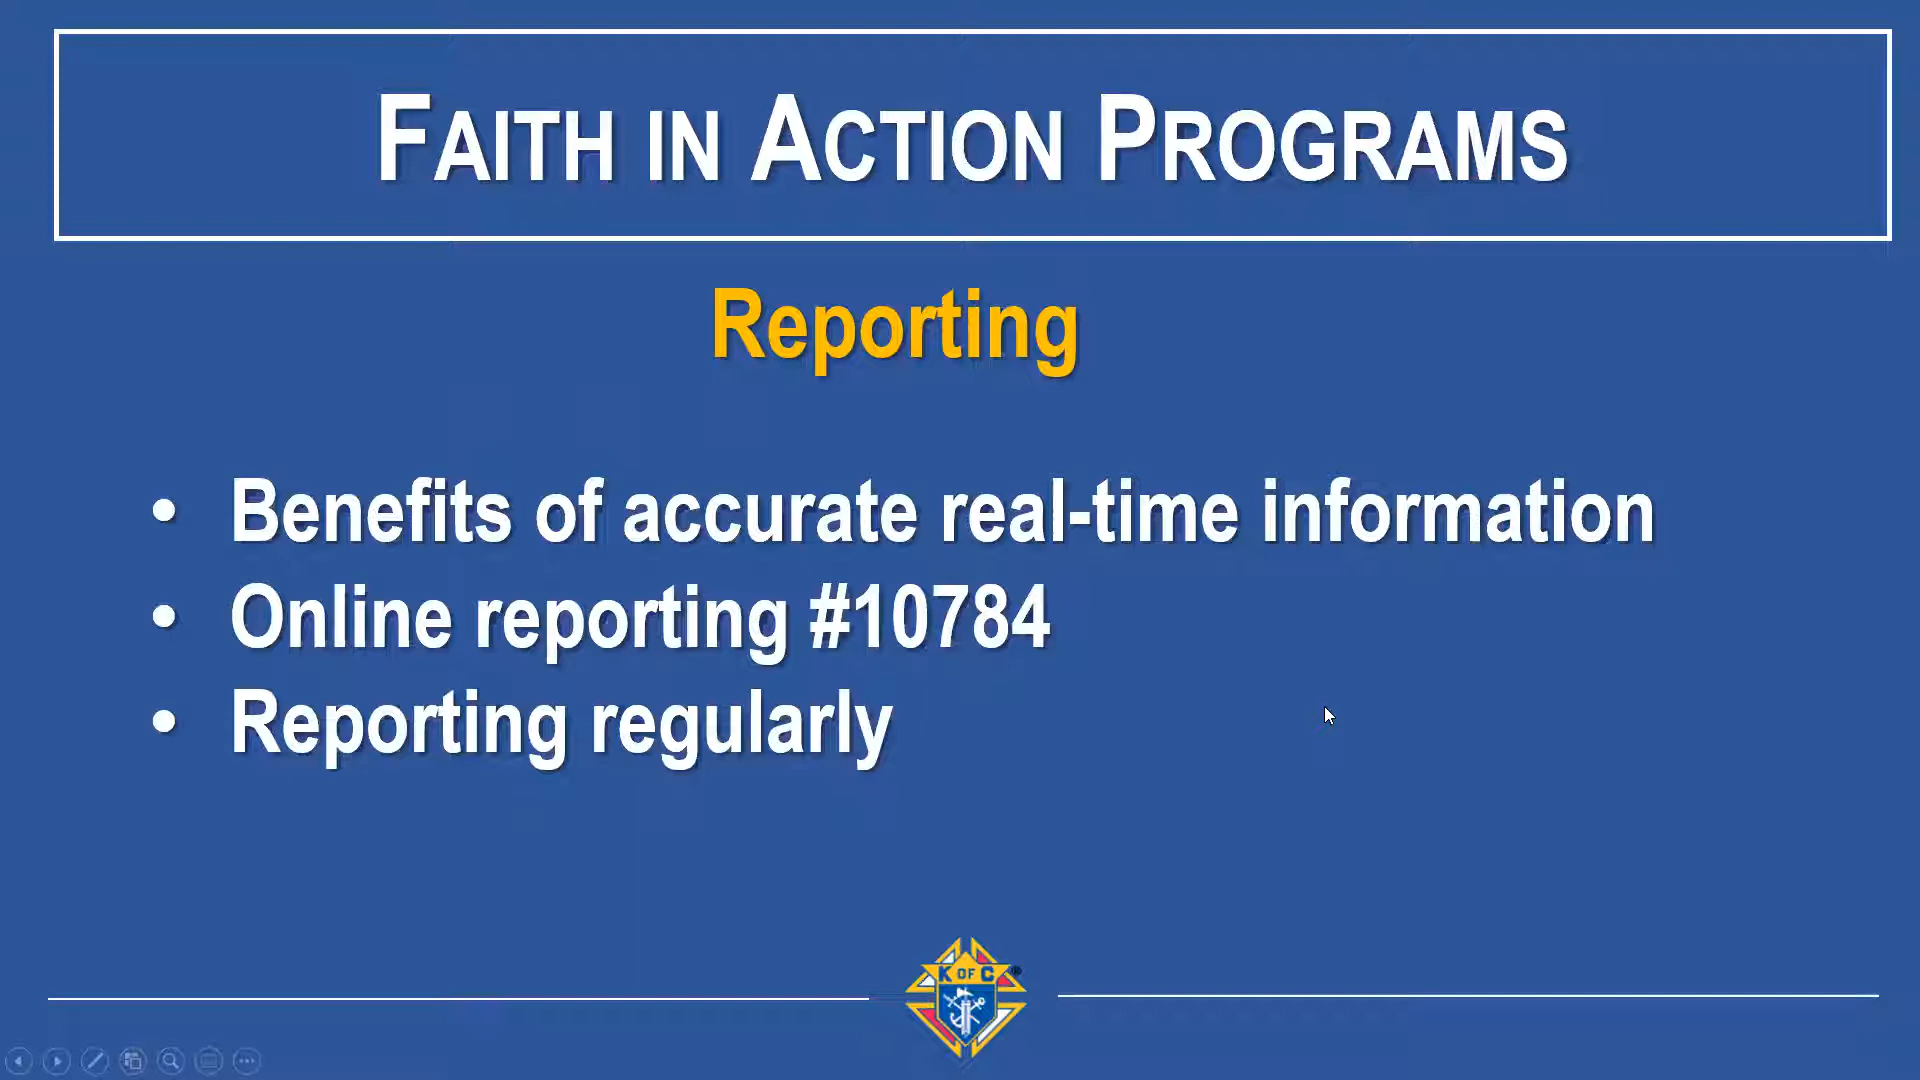 FAITH IN ACTION PROGRAMS
Reporting
• Benefits of accurate real-time information
• Online reporting #10784
• Reporting regularly
K OF C ®